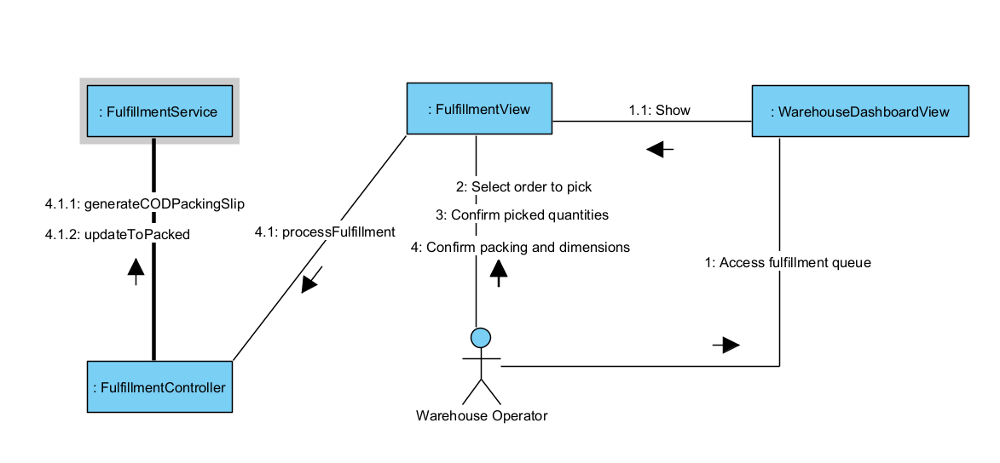 : FulfillmentService
: FulfillmentView
1.1: Show
: WarehouseDashboardView
4.1.1: generateCODPackingSlip
4.1.2: updateToPacked
4.1: processFulfillment
2: Select order to pick
3: Confirm picked quantities
4: Confirm packing and dimensions
1: Access fulfillment queue
: FulfillmentController
Warehouse Operator